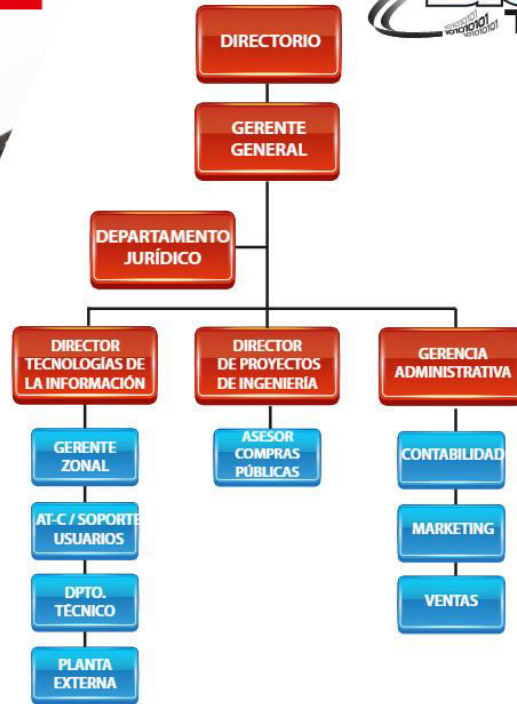 DIRECTORIO
GERENTE
GENERAL
DEPARTAMENTO
JURÍDICO
DIRECTOR
TECNOLOGÍAS DE
LA INFORMACIÓN
DIRECTOR
DE PROYECTOS
DE INGENIERÍA
GERENCIA
ADMINISTRATIVA
GERENTE
ZONAL
ASESOR
COMPRAS
PÚBLICAS
CONTABILIDAD
AT-C / SOPORTE
USUARIOS
MARKETING
DPTO.
TÉCNICO
VENTAS
PLANTA
EXTERNA